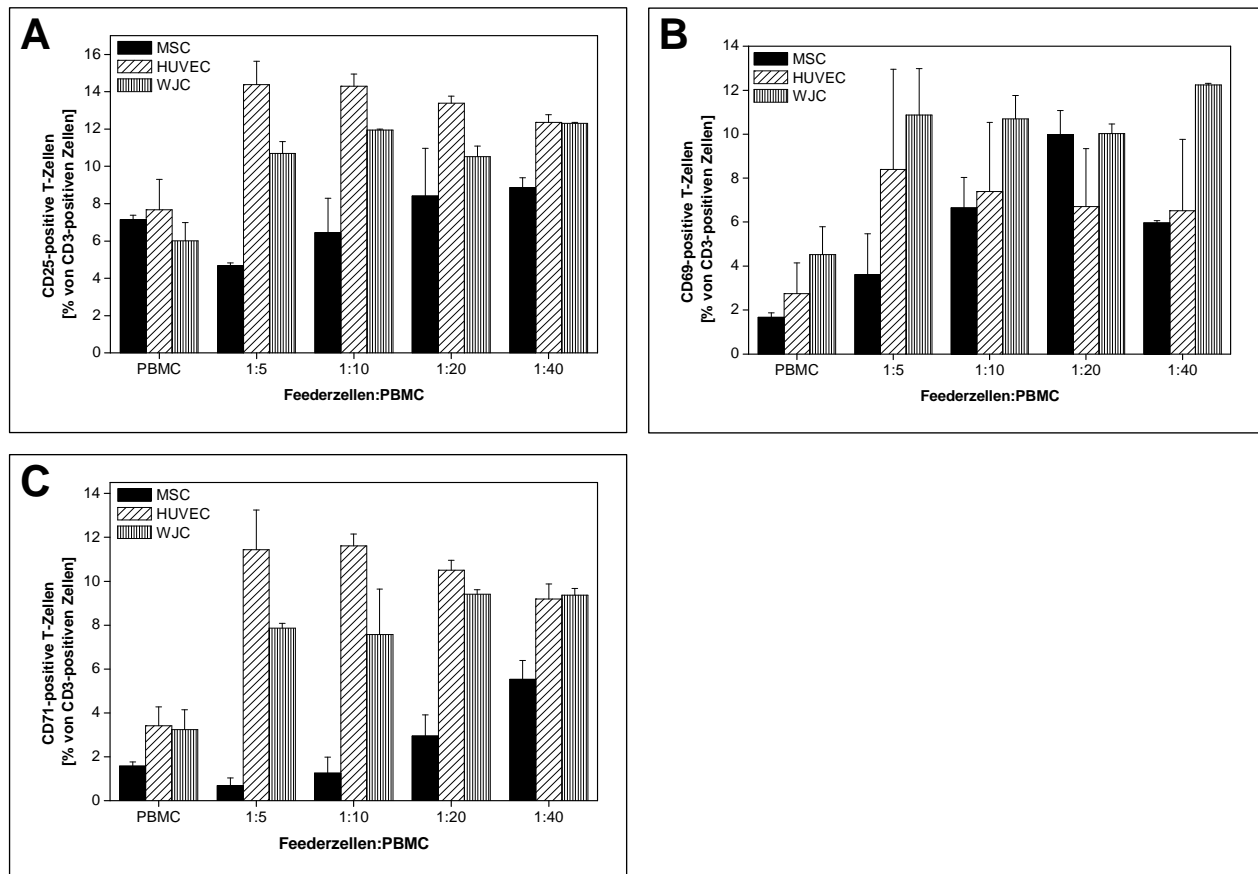 A
MSC
HUVEC
WJC
16
14
12
10
8
6
4
2
0
CD25-positive T-Zellen
[% von CD3-positiven Zellen]
PBMC 1:5 1:10 1:20 1:40
Feederzellen:PBMC
B
MSC
HUVEC
WJC
14
12
10
8
6
4
2
0
CD69-positive T-Zellen
[% von CD3-positiven Zellen]
PBMC 1:5 1:10 1:20 1:40
Feederzellen:PBMC
C
MSC
HUVEC
WJC
14
12
10
8
6
4
2
0
CD71-positive T-Zellen
[% von CD3-positiven Zellen]
PBMC 1:5 1:10 1:20 1:40
Feederzellen:PBMC